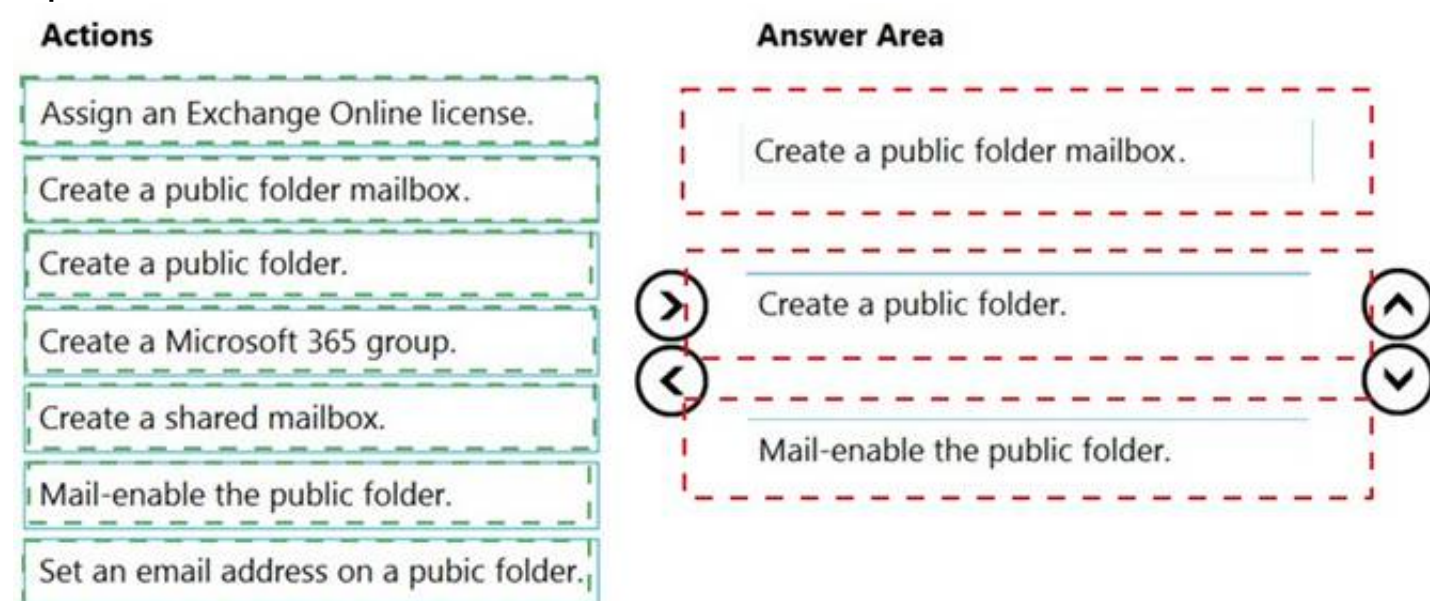 Actions
Answer Area
Assign an Exchange Online license.
Create a public folder mailbox.
Create a public folder.
Create a Microsoft 365 group.
Create a shared mailbox.
Mail-enable the public folder.
Set an email address on a pubic folder.
Create a public folder mailbox.
Create a public folder.
Mail-enable the public folder.